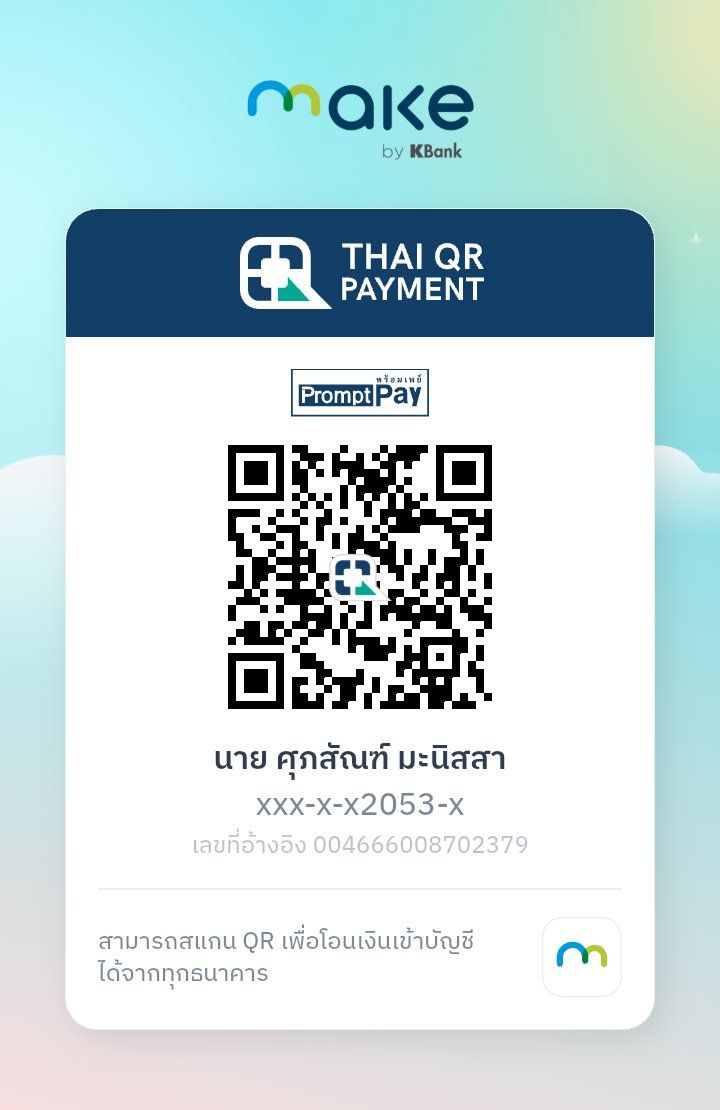 make
by KBank
THAI QR
PAYMENT
พร้อมเพย์
PromptPay
นาย ศุภสัณฑ์ มะนิสสา
xxx-x-x2053-x
เลขที่อ้างอิง 004666008702379
สามารถสแกน QR เพื่อโอนเงินเข้าบัญชี
ได้จากทุกธนาคาร